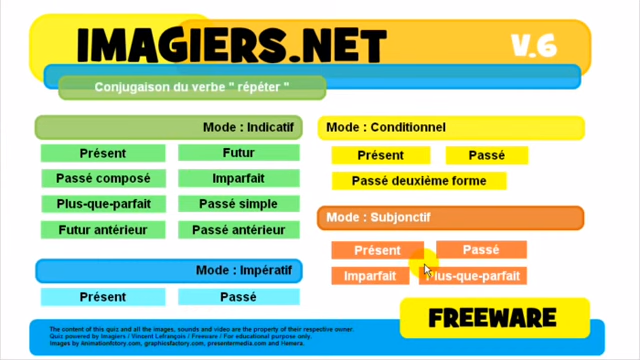 IMAGIERS.NET
V.6
Conjugaison du verbe " répéter "
Mode : Indicatif
Présent
Futur
Passé composé
Imparfait
Plus-que-parfait
Passé simple
Futur antérieur
Passé antérieur
Mode : Impératif
Présent
Passé
Mode : Conditionnel
Présent
Passé
Passé deuxième forme
Mode : Subjonctif
Présent
Passé
Imparfait
Plus-que-parfait
FREEWARE
The content of this quiz and all the images, sounds and video are the property of their respective owner.
Quiz powered by Imagiers / Vincent Lefrançois / Freeware / For educational purpose only.
Images by Animationfctory.com, graphicsfactory.com, presentermedia.com and Hemera.